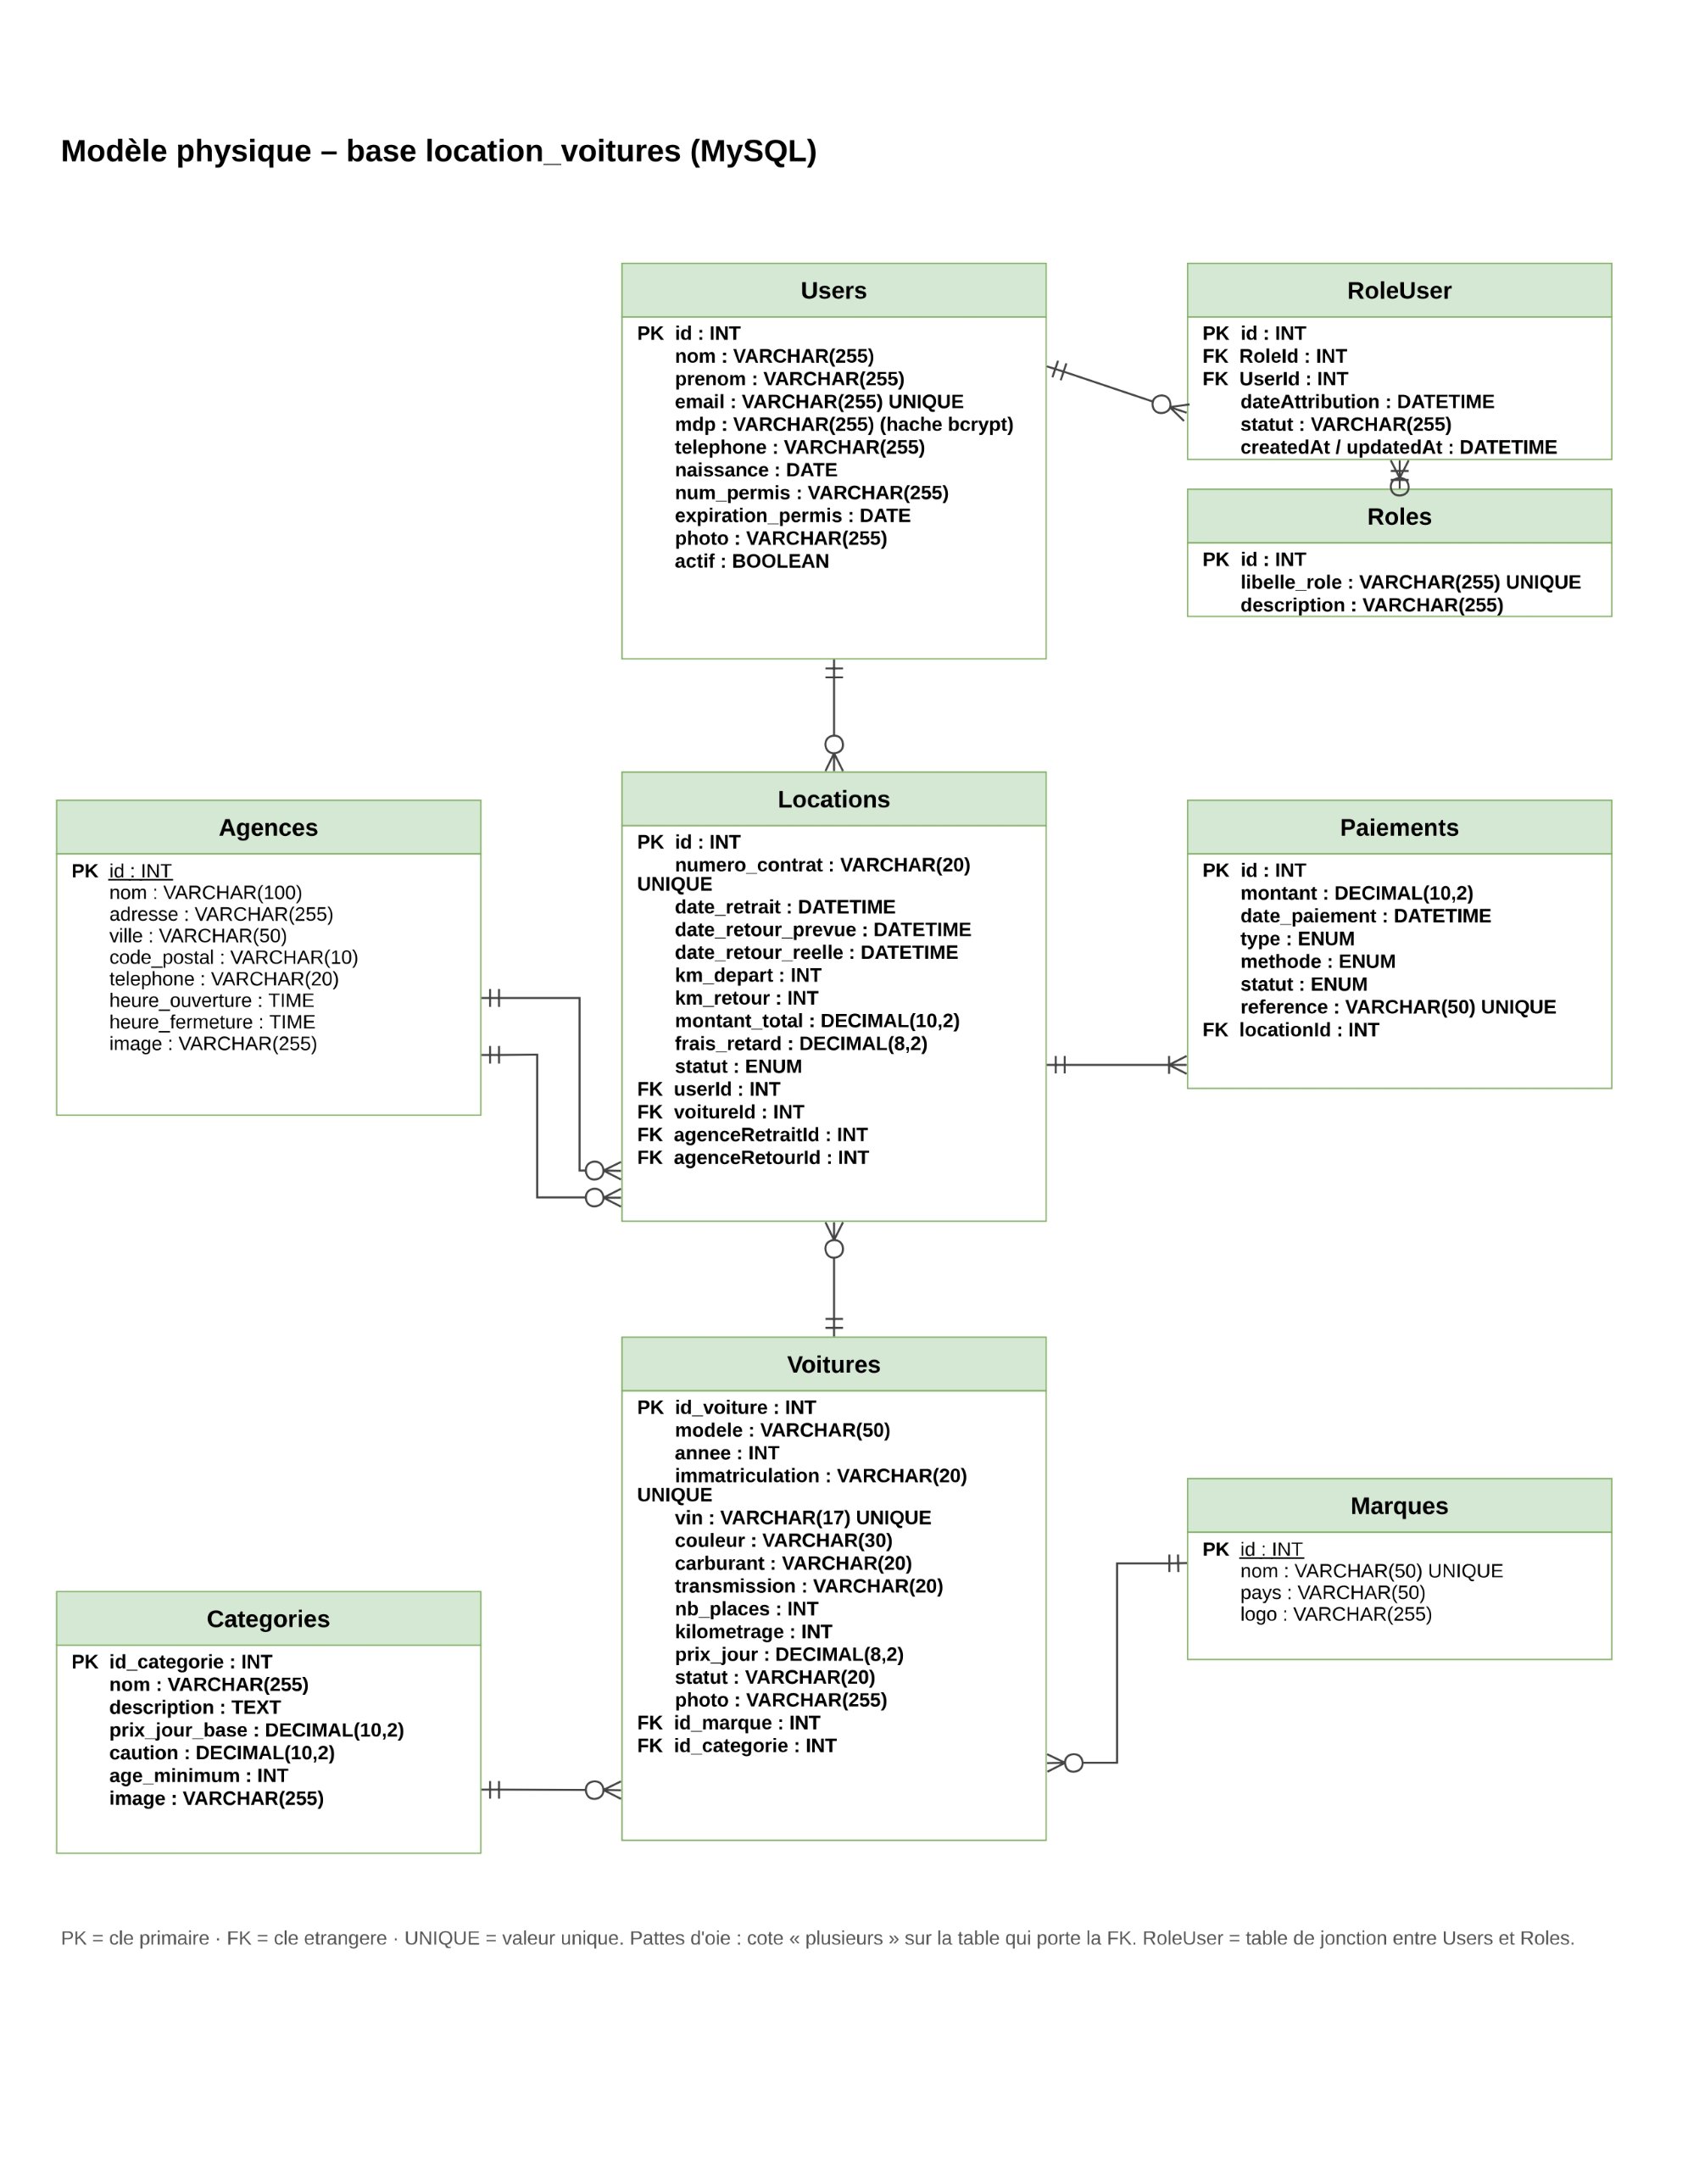 Modèle physique – base location_voitures (MySQL)
Users
PK id : INT
nom : VARCHAR(255)
prenom : VARCHAR(255)
email : VARCHAR(255) UNIQUE
mdp : VARCHAR(255) (hache bcrypt)
telephone : VARCHAR(255)
naissance : DATE
num_permis : VARCHAR(255)
expiration_permis : DATE
photo : VARCHAR(255)
actif : BOOLEAN
RoleUser
PK id : INT
FK RoleId : INT
FK UserId : INT
dateAttribution : DATETIME
statut : VARCHAR(255)
createdAt / updatedAt : DATETIME
Roles
PK id : INT
libelle_role : VARCHAR(255) UNIQUE
description : VARCHAR(255)
Agences
PK id : INT
nom : VARCHAR(100)
adresse : VARCHAR(255)
ville : VARCHAR(50)
code_postal : VARCHAR(10)
telephone : VARCHAR(20)
heure_ouverture : TIME
heure_fermeture : TIME
image : VARCHAR(255)
Locations
PK id : INT
numero_contrat : VARCHAR(20)
UNIQUE
date_retrait : DATETIME
date_retour_prevue : DATETIME
date_retour_reelle : DATETIME
km_depart : INT
km_retour : INT
montant_total : DECIMAL(10,2)
frais_retard : DECIMAL(8,2)
statut : ENUM
FK userId : INT
FK voitureId : INT
FK agenceRetraitId : INT
FK agenceRetourId : INT
Paiements
PK id : INT
montant : DECIMAL(10,2)
date_paiement : DATETIME
type : ENUM
methode : ENUM
statut : ENUM
reference : VARCHAR(50) UNIQUE
FK locationId : INT
Voitures
PK id_voiture : INT
modele : VARCHAR(50)
annee : INT
immatriculation : VARCHAR(20)
UNIQUE
vin : VARCHAR(17) UNIQUE
couleur : VARCHAR(30)
carburant : VARCHAR(20)
transmission : VARCHAR(20)
nb_places : INT
kilometrage : INT
prix_jour : DECIMAL(8,2)
statut : VARCHAR(20)
photo : VARCHAR(255)
FK id_marque : INT
FK id_categorie : INT
Marques
PK id : INT
nom : VARCHAR(50) UNIQUE
pays : VARCHAR(50)
logo : VARCHAR(255)
Categories
PK id_categorie : INT
nom : VARCHAR(255)
description : TEXT
prix_jour_base : DECIMAL(10,2)
caution : DECIMAL(10,2)
age_minimum : INT
image : VARCHAR(255)
PK = cle primaire · FK = cle etrangere · UNIQUE = valeur unique. Pattes d'oie : cote « plusieurs » sur la table qui porte la FK. RoleUser = table de jonction entre Users et Roles.